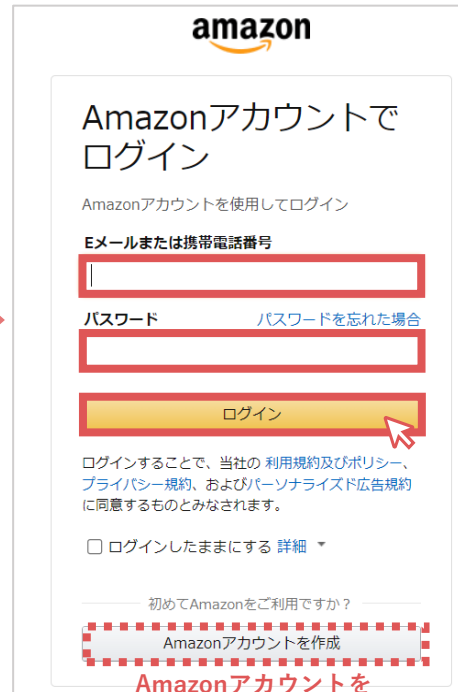 amazon
Amazonアカウントで
ログイン
Amazonアカウントを使用してログイン
Eメールまたは携帯電話番号
パスワード パスワードを忘れた場合
ログイン
ログインすることで、当社の 利用規約及びポリシー、
プライバシー規約、およびパーソナライズド広告規約
に同意するものとみなされます。
ログインしたままにする 詳細
初めてAmazonをご利用ですか？
Amazonアカウントを作成
Amazonアカウントを